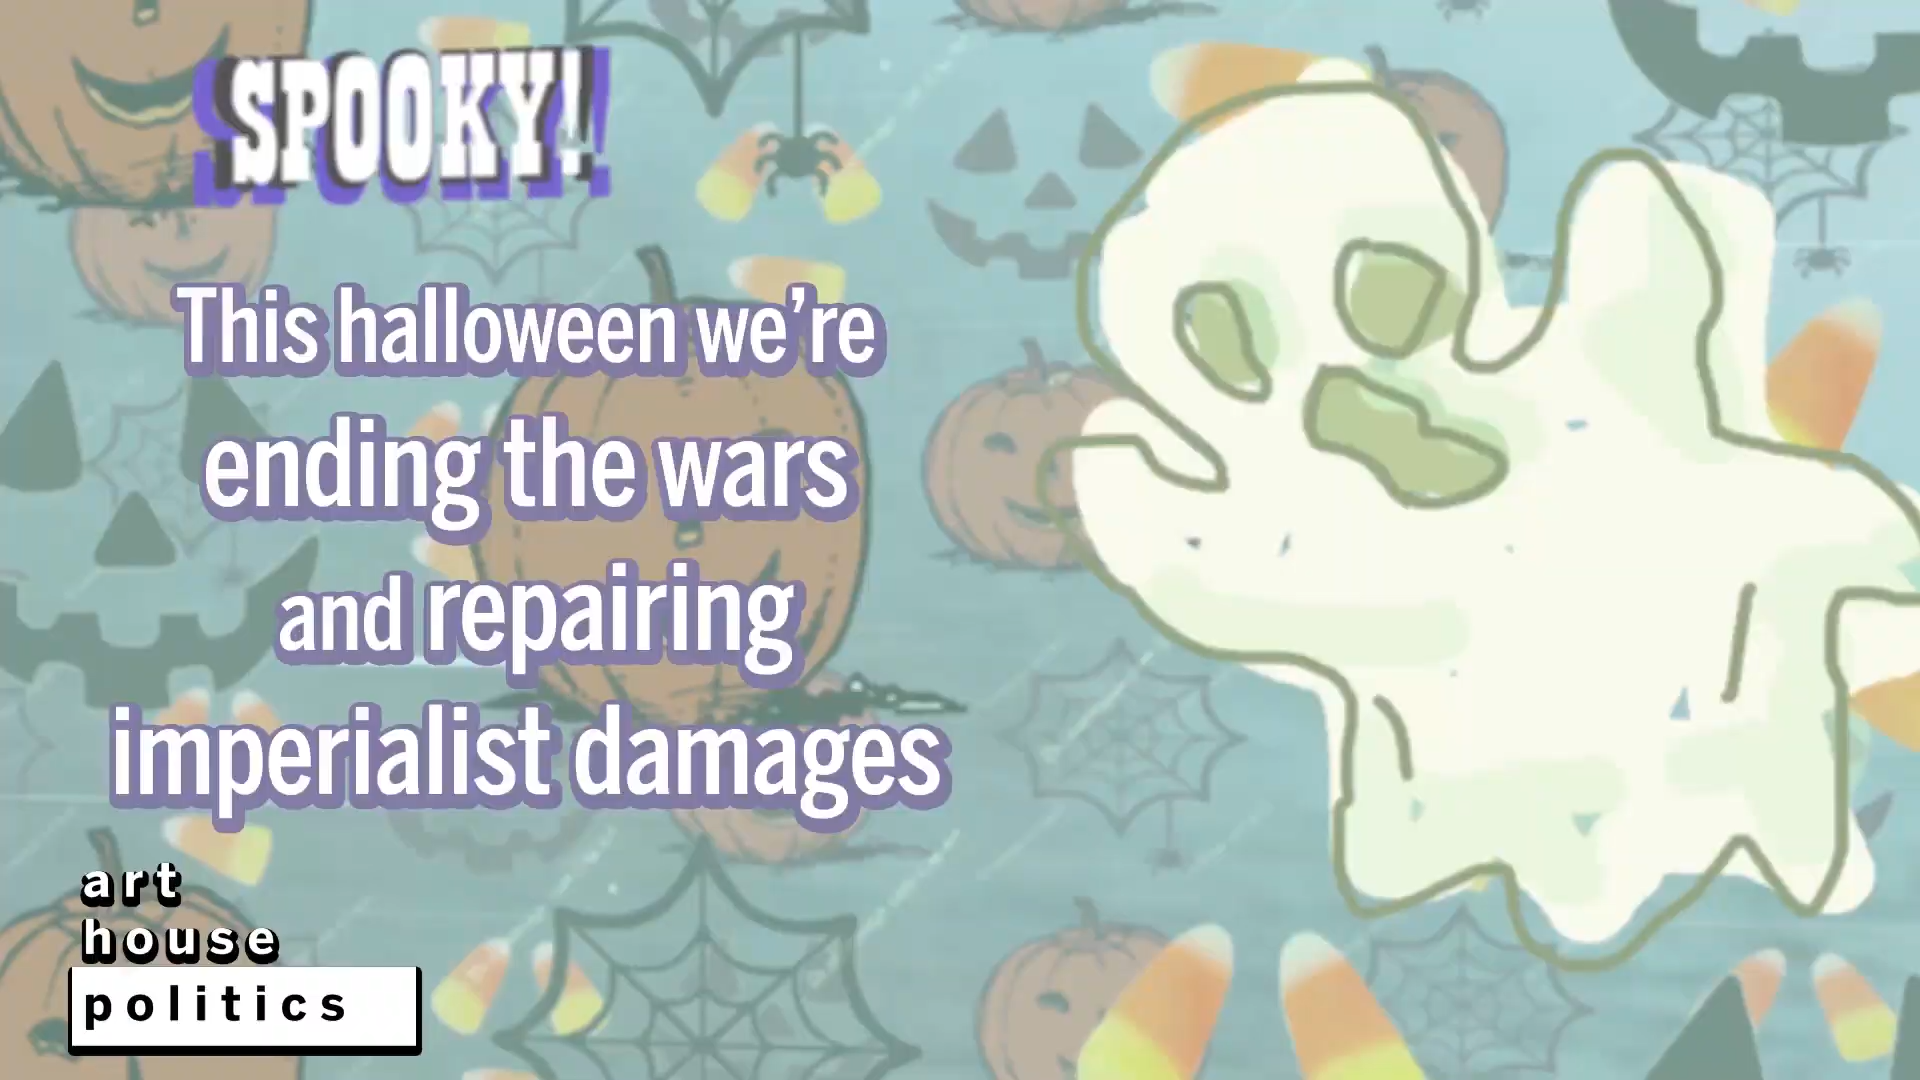 SPOOKY!
This halloween we’re
ending the wars
and repairing
imperialist damages
art
house
politics